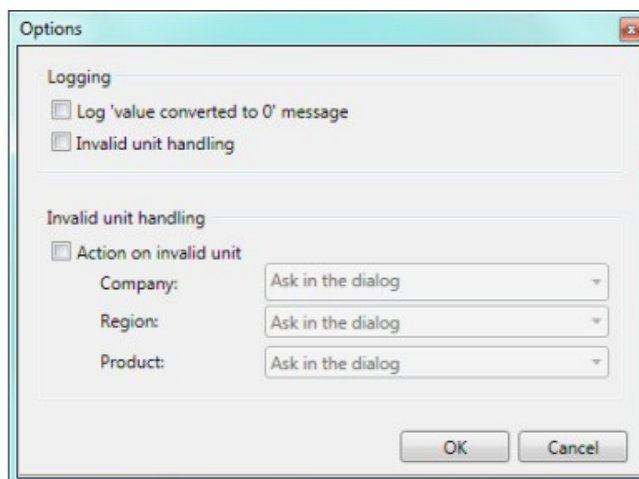 Options
Logging
Log 'value converted to 0' message
Invalid unit handling
Invalid unit handling
Action on invalid unit
Company: Ask in the dialog
Region: Ask in the dialog
Product: Ask in the dialog
OK Cancel